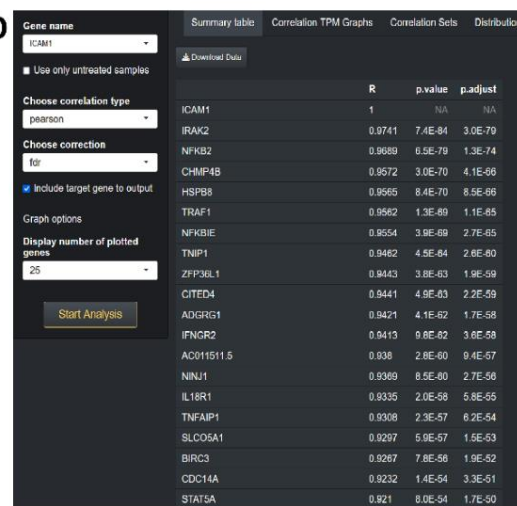 D
Gene name
ICAM1
Use only untreated samples
Choose correlation type
pearson
Choose correction
fdr
Include target gene to output
Graph options
Display number of plotted
genes
25
Start Analysis
Summary table Correlation TPM Graphs Correlation Sets Distributio
Download Data
R p.value p.adjust
ICAM1 1 NA NA
IRAK2 0.9741 7.4E-84 3.0E-79
NFKB2 0.9689 6.5E-79 1.3E-74
CHMP4B 0.9572 3.0E-70 4.1E-66
HSPB8 0.9565 8.4E-70 8.5E-66
TRAF1 0.9562 1.3E-69 1.1E-65
NFKBIE 0.9554 3.9E-69 2.7E-65
TNIP1 0.9462 4.5E-64 2.6E-60
ZFP36L1 0.9443 3.8E-63 1.9E-59
CITED4 0.9441 4.9E-63 2.2E-59
ADGRG1 0.9421 4.1E-62 1.7E-58
IFNGR2 0.9413 9.8E-62 3.6E-58
AC011511.5 0.938 2.8E-60 9.4E-57
NINJ1 0.9369 8.5E-60 2.7E-56
IL18R1 0.9335 2.0E-58 5.8E-55
TNFAIP1 0.9308 2.3E-57 6.2E-54
SLCO5A1 0.9297 5.9E-57 1.5E-53
BIRC3 0.9267 7.8E-56 1.9E-52
CDC14A 0.9232 1.4E-54 3.3E-51
STAT5A 0.921 8.0E-54 1.7E-50